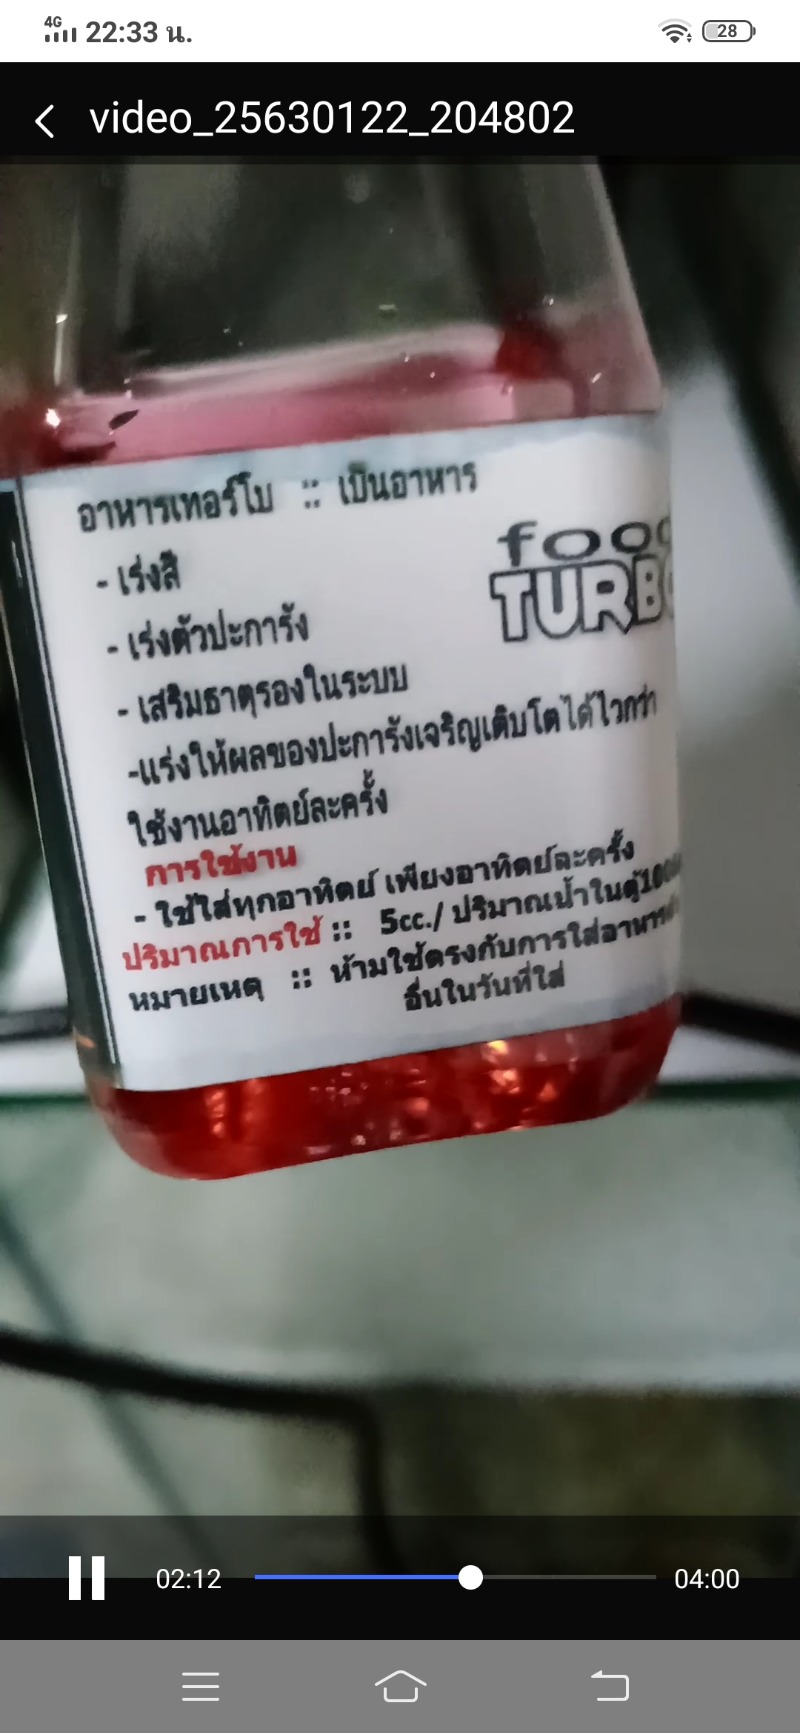 4G 22:33 น. 28
video_25630122_204802
อาหารเทอร์โบ :: เป็นอาหาร
food
TURBO
- เร่งสี
- เร่งตัวปะการัง
- เสริมธาตุรองในระบบ
-แร่งให้ผลของปะการังเจริญเติบโตได้ไวกว่า
ใช้งานอาทิตย์ละครั้ง
การใช้งาน
- ใช้ใส่ทุกอาทิตย์ เพียงอาทิตย์ละครั้ง
ปริมาณการใช้ :: 5cc./ ปริมาณน้ำในตู้
หมายเหตุ :: ห้ามใช้ตรงกับการใส่อาหาร
อื่นในวันที่ใส่
02:12 04:00